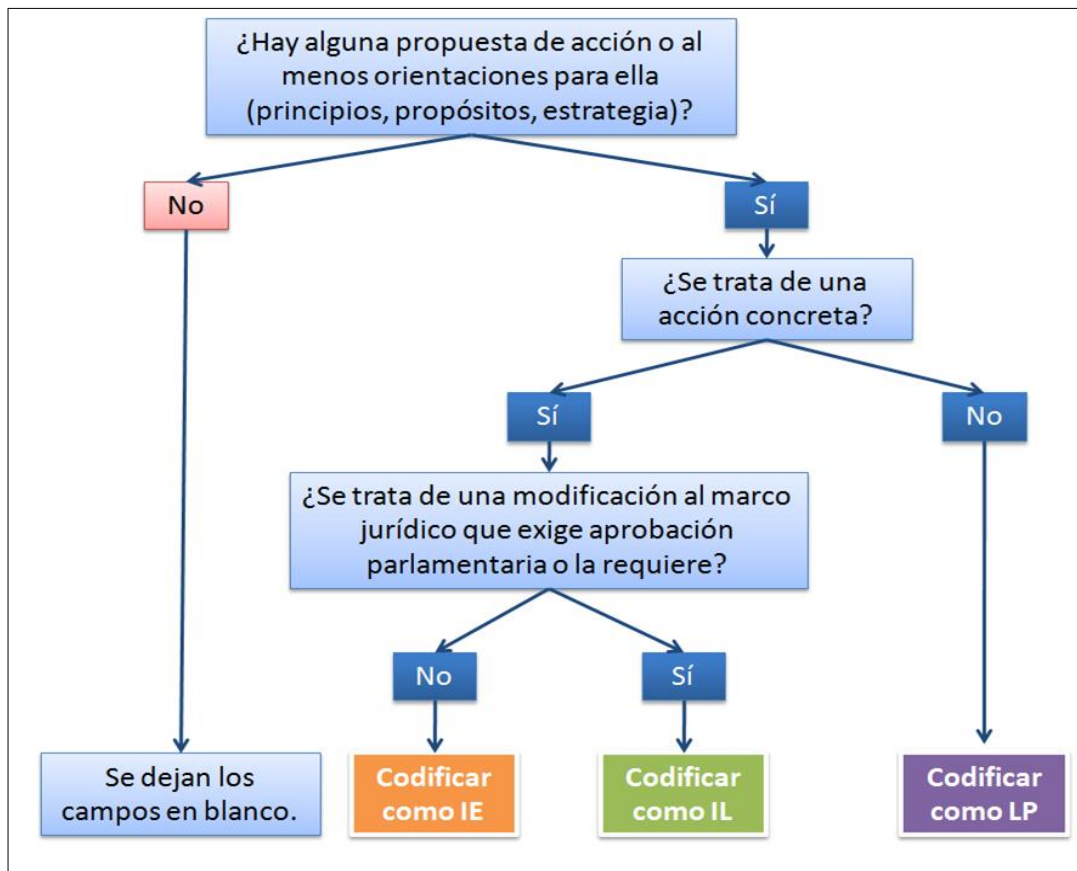 ¿Hay alguna propuesta de acción o al
menos orientaciones para ella
(principios, propósitos, estrategia)?
No
Sí
¿Se trata de una
acción concreta?
Sí
No
¿Se trata de una modificación al marco
jurídico que exige aprobación
parlamentaria o la requiere?
No
Sí
Se dejan los
campos en blanco.
Codificar
como IE
Codificar
como IL
Codificar
como LP